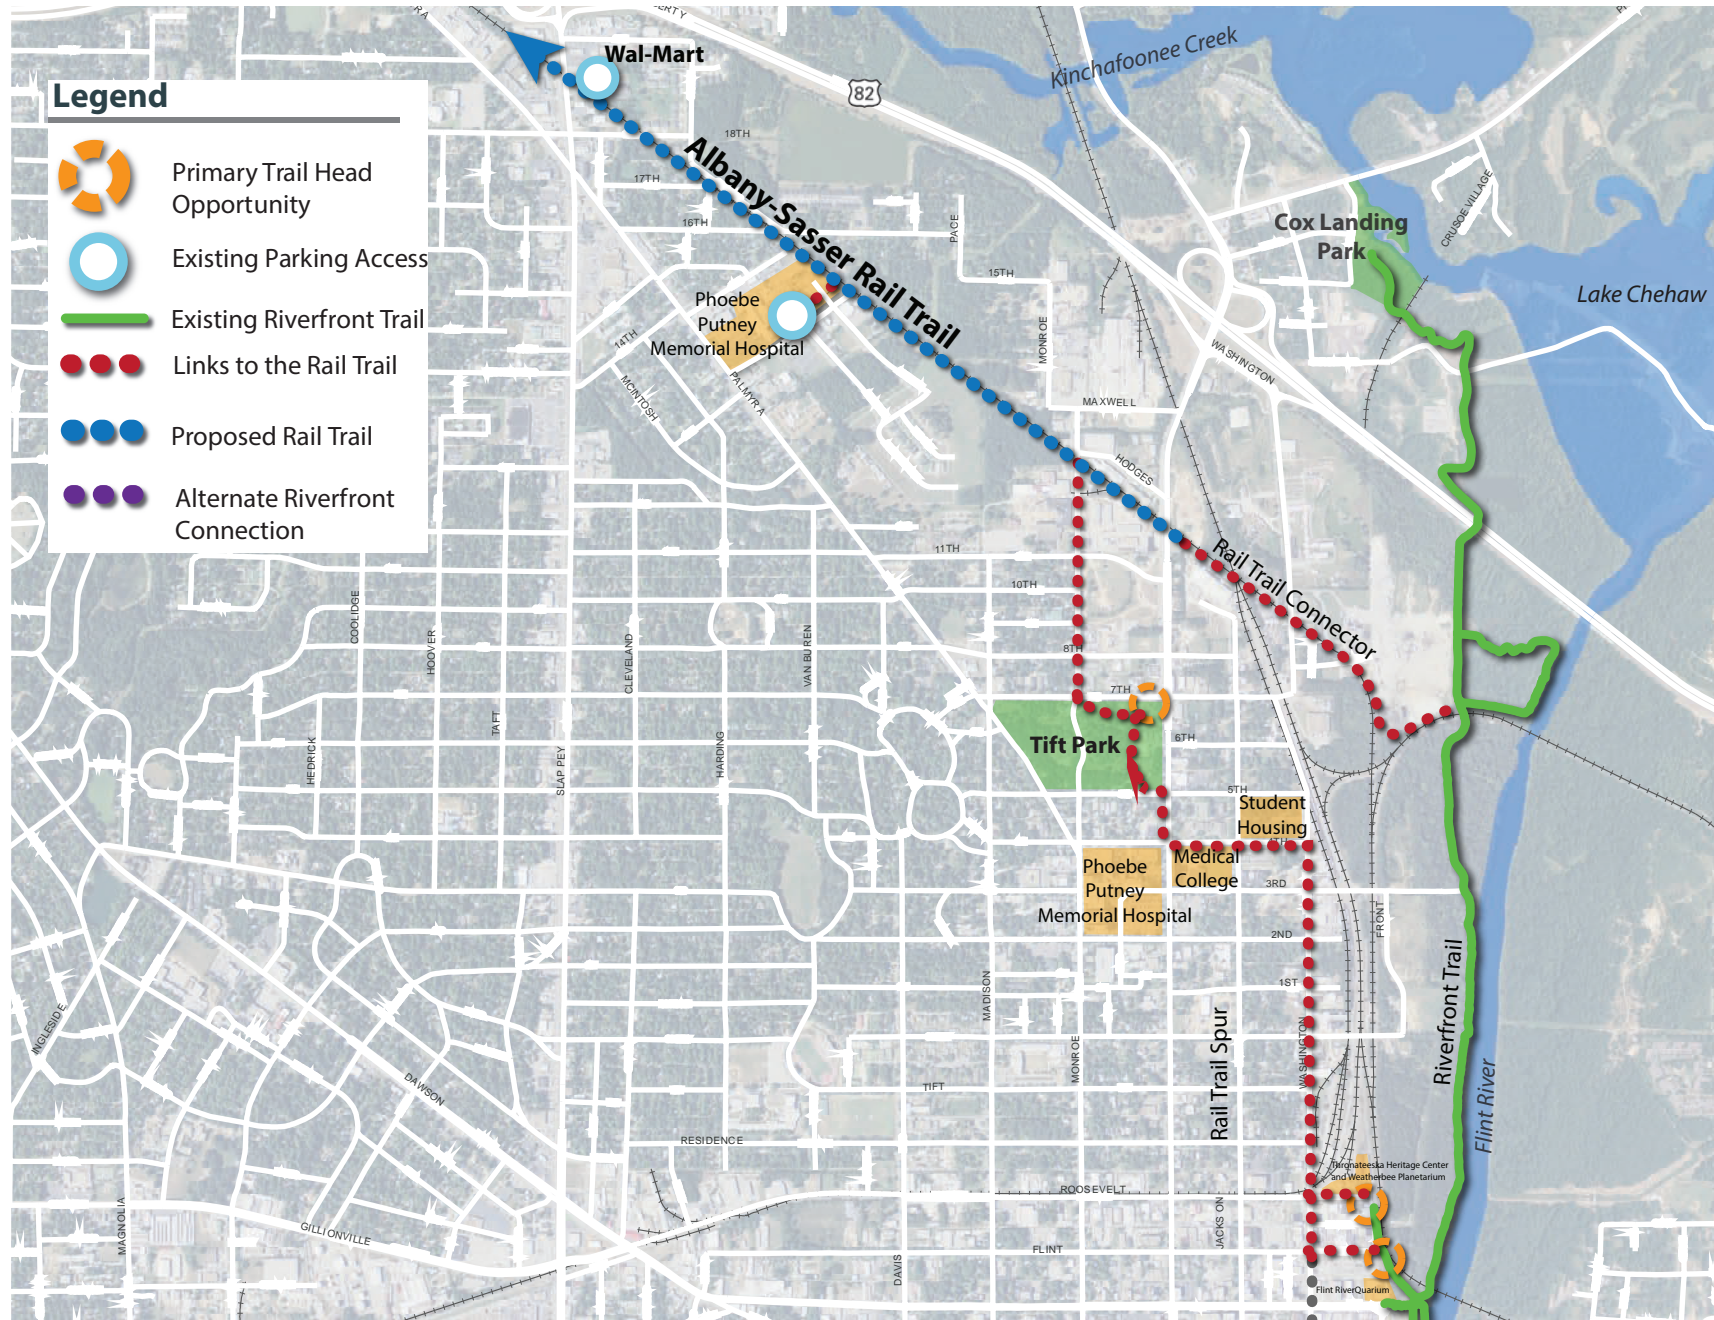 Legend
Primary Trail Head
Opportunity
Existing Parking Access
Existing Riverfront Trail
Links to the Rail Trail
Proposed Rail Trail
Alternate Riverfront
Connection
Wal-Mart
82
Kinchafoonee Creek
18TH
17TH
16TH
Albany-Sasser Rail Trail
PACE
15TH
Cox Landing
Park
CRUSOE VILLAGE
Lake Chehaw
Phoebe
Putney
Memorial Hospital
14TH
MCINTOSH
PALMYRA
MONROE
WASHINGTON
MAXWELL
HODGES
Rail Trail Connector
11TH
10TH
8TH
7TH
6TH
5TH
4TH
COOLIDGE
HOOVER
CLEVELAND
VAN BUREN
HEDRICK
TAFT
SLAPPEY
HARDING
Tift Park
Student
Housing
Medical
College
Phoebe
Putney
Memorial Hospital
3RD
2ND
1ST
FRONT
MADISON
MONROE
WASHINGTON
Rail Trail Spur
Riverfront Trail
Flint River
INGLESIDE
DAWSON
TIFT
RESIDENCE
ROOSEVELT
Thronateeska Heritage Center
and Weatherbee Planetarium
MAGNOLIA
GILLIONVILLE
DAVIS
FLINT
JACKSON
Flint RiverQuarium